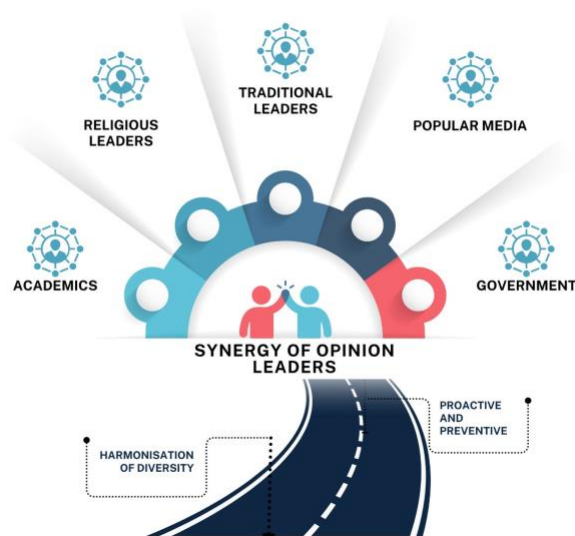 TRADITIONAL
LEADERS
RELIGIOUS
LEADERS
POPULAR MEDIA
ACADEMICS
GOVERNMENT
SYNERGY OF OPINION
LEADERS
PROACTIVE
AND
PREVENTIVE
HARMONISATION
OF DIVERSITY